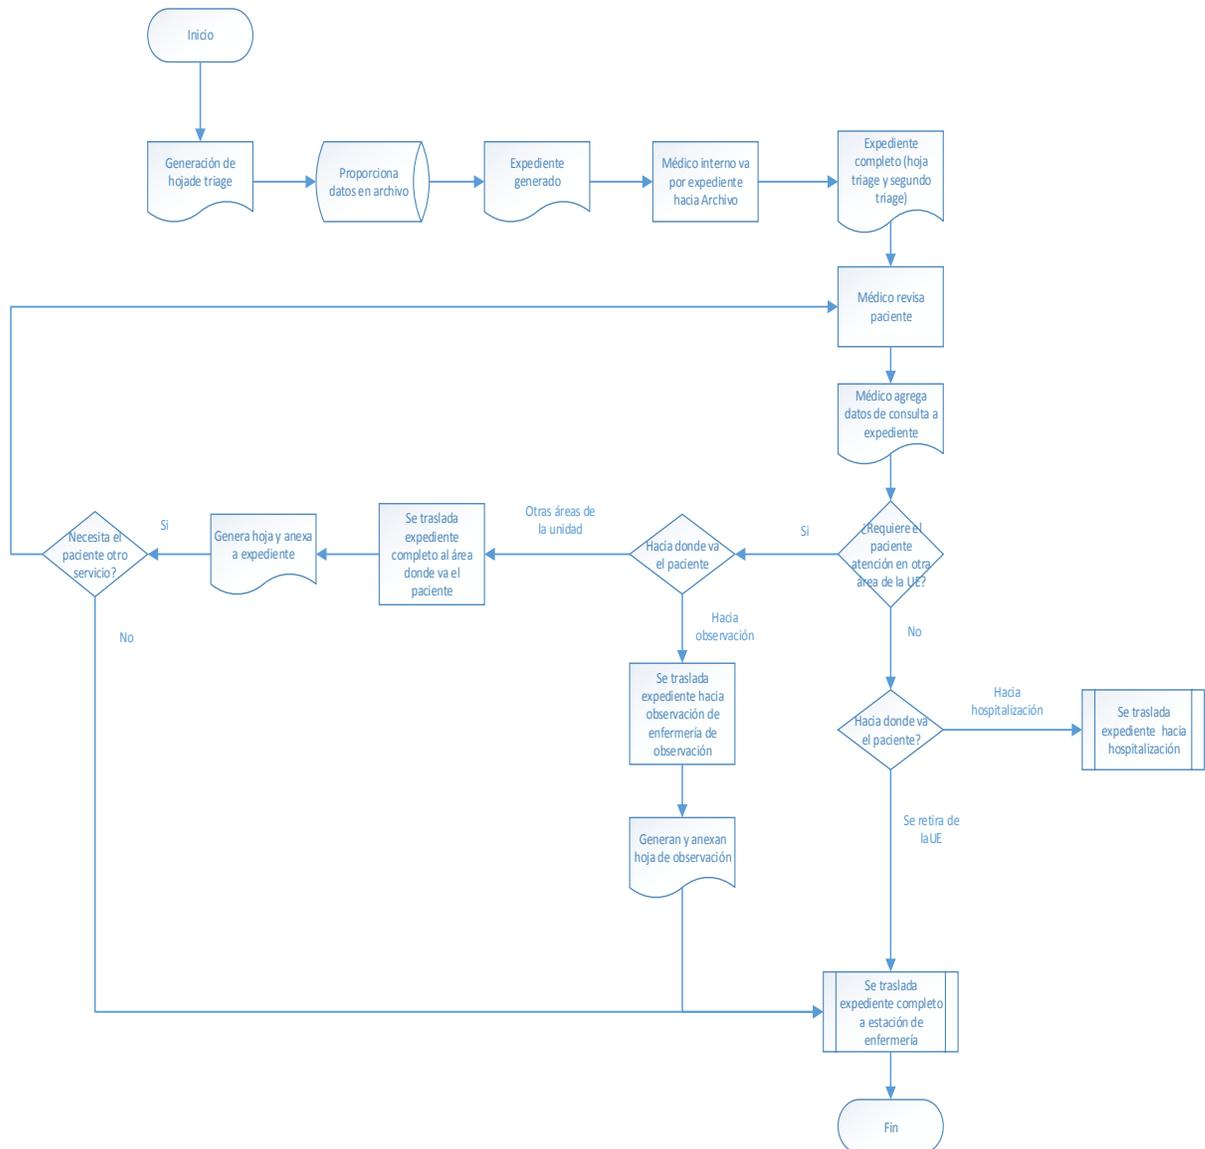 Inicio
Generación de
hojade triage
Proporciona
datos en archivo
Expediente
generado
Médico interno va
por expediente
hacia Archivo
Expediente
completo (hoja
triage y segundo
triage)
Médico revisa
paciente
Médico agrega
datos de consulta a
expediente
¿Requiere el
paciente
atención en otra
área de la UE?
Si
Hacia donde va
el paciente
Otras áreas de
la unidad
Se traslada
expediente
completo al área
donde va el
paciente
Genera hoja y anexa
a expediente
Si
Necesita el
paciente otro
servicio?
No
Hacia
observación
Se traslada
expediente hacia
observación de
enfermería de
observación
Generan y anexan
hoja de observación
No
Hacia donde va
el paciente?
Hacia
hospitalización
Se traslada
expediente hacia
hospitalización
Se retira de
laUE
Se traslada
expediente completo
a estación de
enfermería
Fin